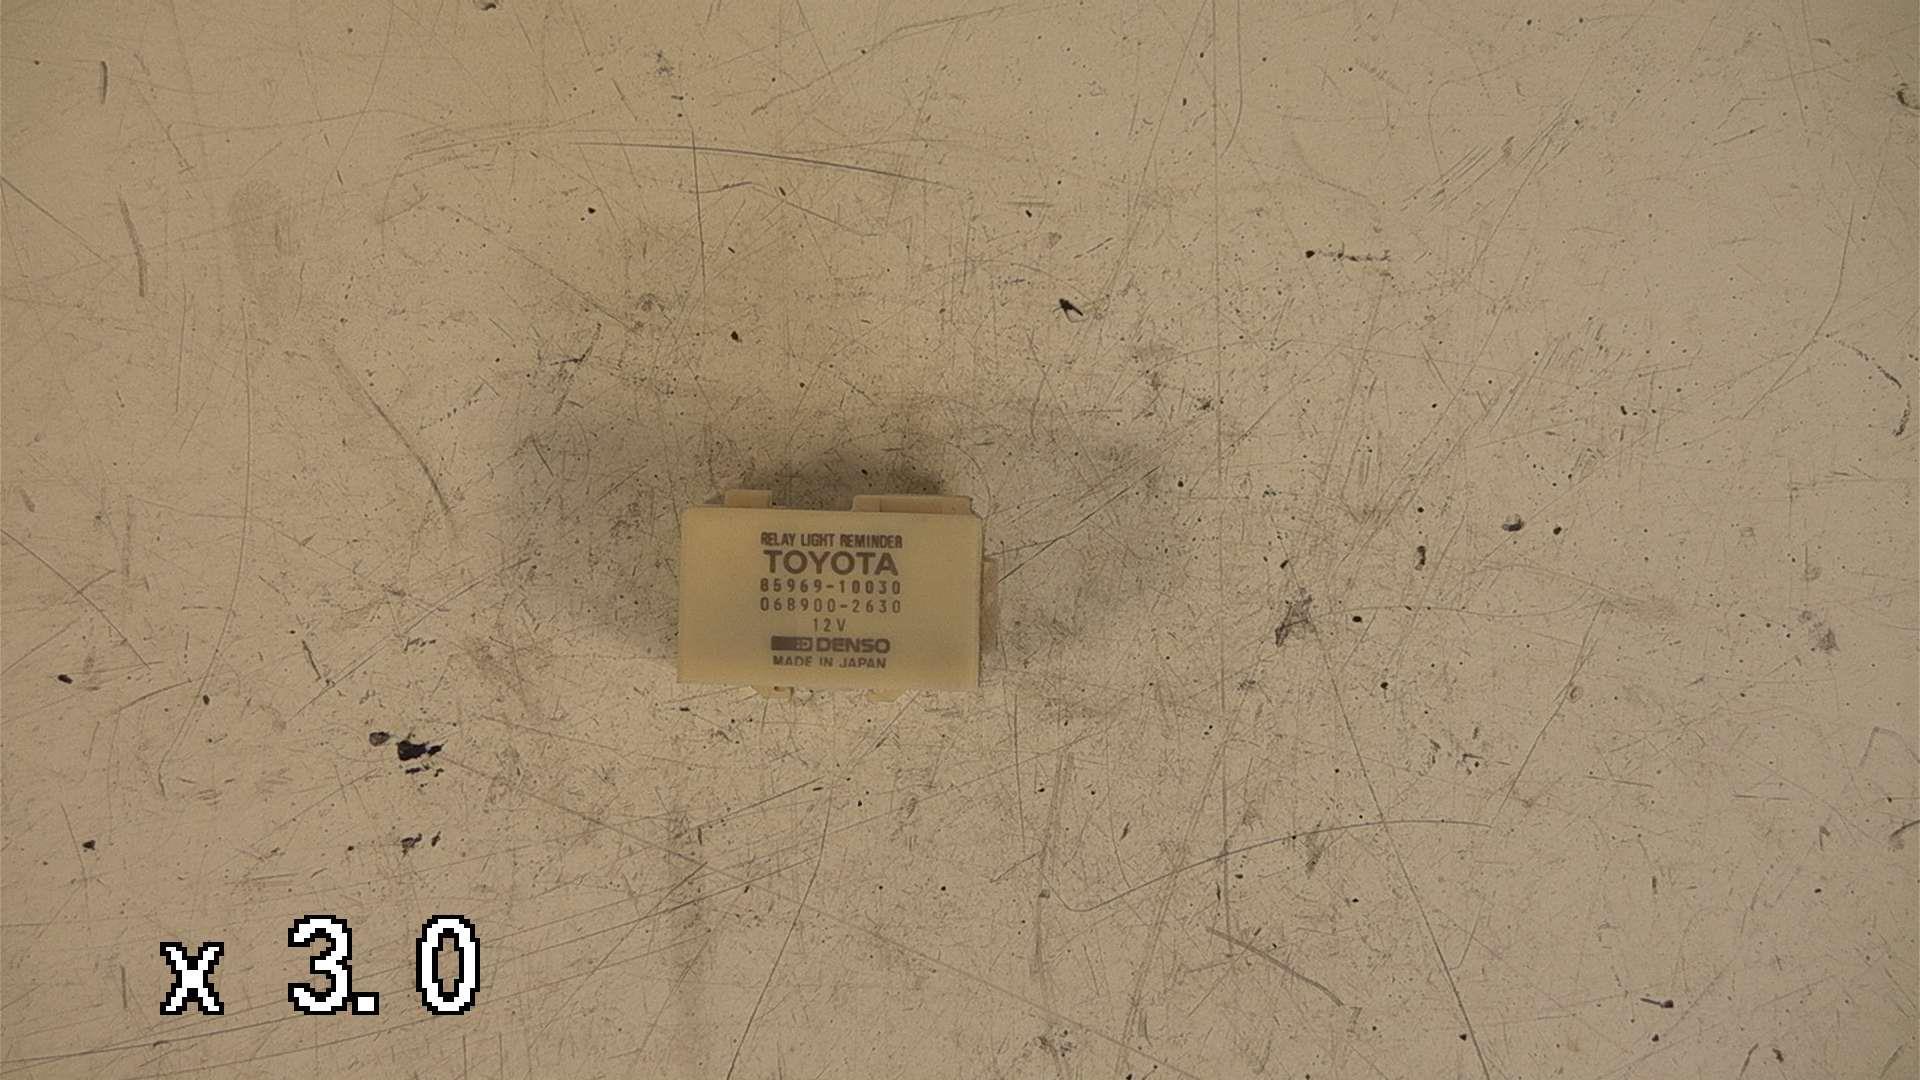 RELAY LIGHT REMINDER
TOYOTA
85969-10030
068900-2630
12V
DENSO
MADE IN JAPAN
x 3.0